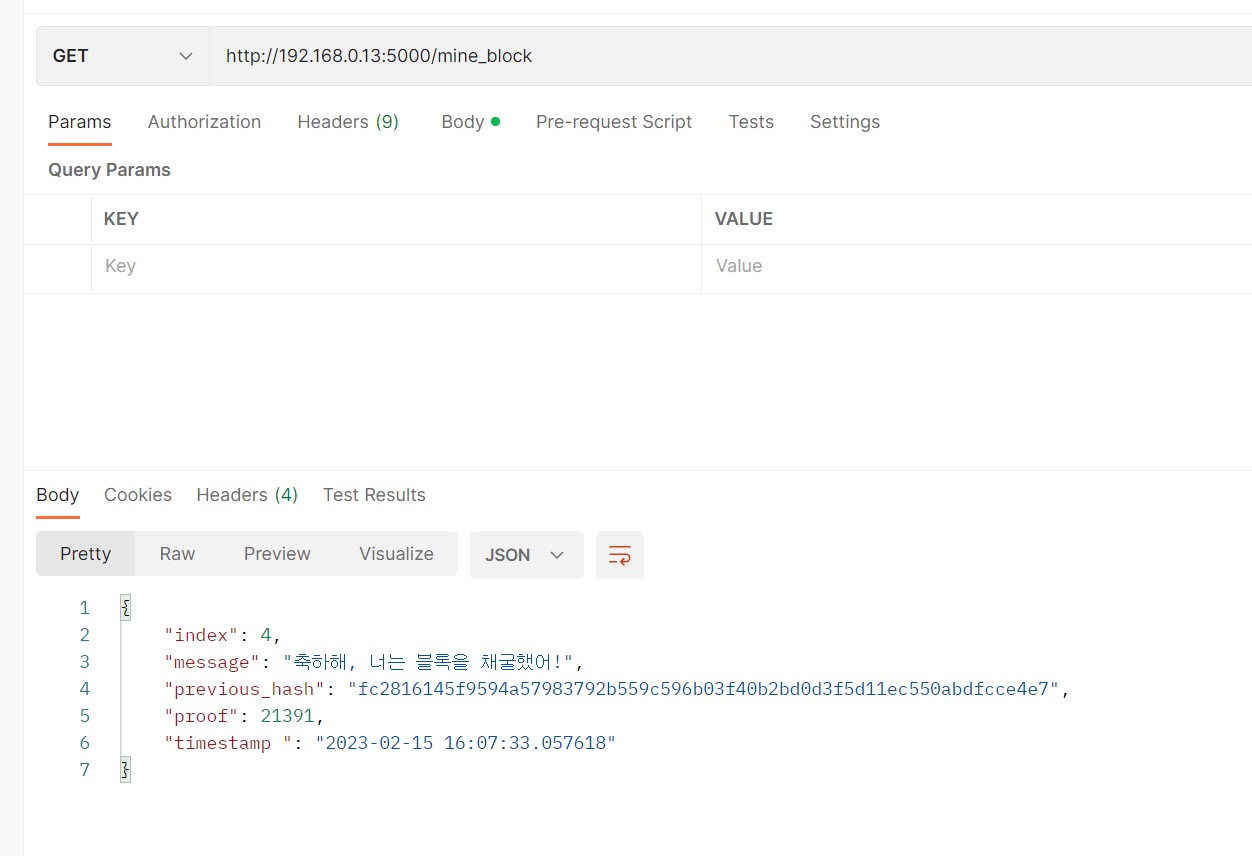 GET http://192.168.0.13:5000/mine_block
Params Authorization Headers (9) Body Pre-request Script Tests Settings
Query Params
KEY VALUE
Key Value
Body Cookies Headers (4) Test Results
Pretty Raw Preview Visualize JSON
1 {
2 "index": 4,
3 "message": "축하해, 너는 블록을 채굴했어!",
4 "previous_hash": "fc2816145f9594a57983792b559c596b03f40b2bd0d3f5d11ec550abdfcce4e7",
5 "proof": 21391,
6 "timestamp ": "2023-02-15 16:07:33.057618"
7 }